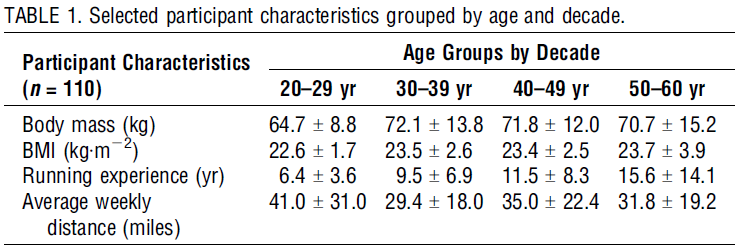 TABLE 1. Selected participant characteristics grouped by age and decade.
Participant Characteristics (n = 110)
Age Groups by Decade
20–29 yr 30–39 yr 40–49 yr 50–60 yr
Body mass (kg) 64.7 ± 8.8 72.1 ± 13.8 71.8 ± 12.0 70.7 ± 15.2
BMI (kg·m−2) 22.6 ± 1.7 23.5 ± 2.6 23.4 ± 2.5 23.7 ± 3.9
Running experience (yr) 6.4 ± 3.6 9.5 ± 6.9 11.5 ± 8.3 15.6 ± 14.1
Average weekly 41.0 ± 31.0 29.4 ± 18.0 35.0 ± 22.4 31.8 ± 19.2
distance (miles)